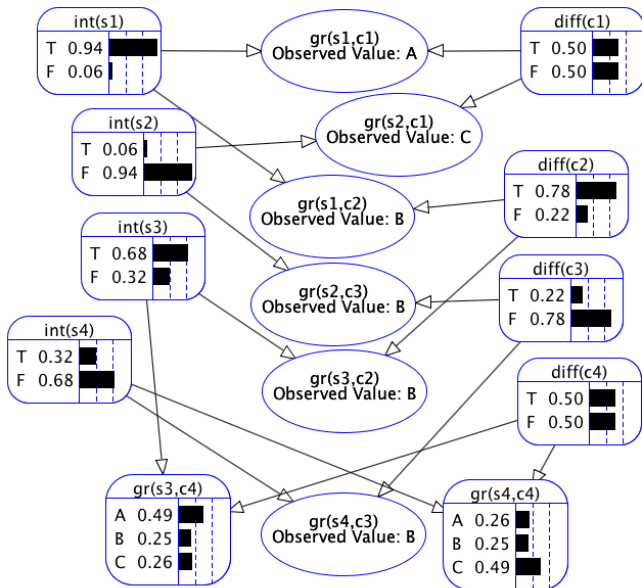 int(s1)
T 0.94
F 0.06
gr(s1,c1)
Observed Value: A
diff(c1)
T 0.50
F 0.50
int(s2)
T 0.06
F 0.94
gr(s2,c1)
Observed Value: C
gr(s1,c2)
Observed Value: B
diff(c2)
T 0.78
F 0.22
int(s3)
T 0.68
F 0.32
gr(s2,c3)
Observed Value: B
diff(c3)
T 0.22
F 0.78
int(s4)
T 0.32
F 0.68
gr(s3,c2)
Observed Value: B
diff(c4)
T 0.50
F 0.50
gr(s3,c4)
A 0.49
B 0.25
C 0.26
gr(s4,c3)
Observed Value: B
gr(s4,c4)
A 0.26
B 0.25
C 0.49